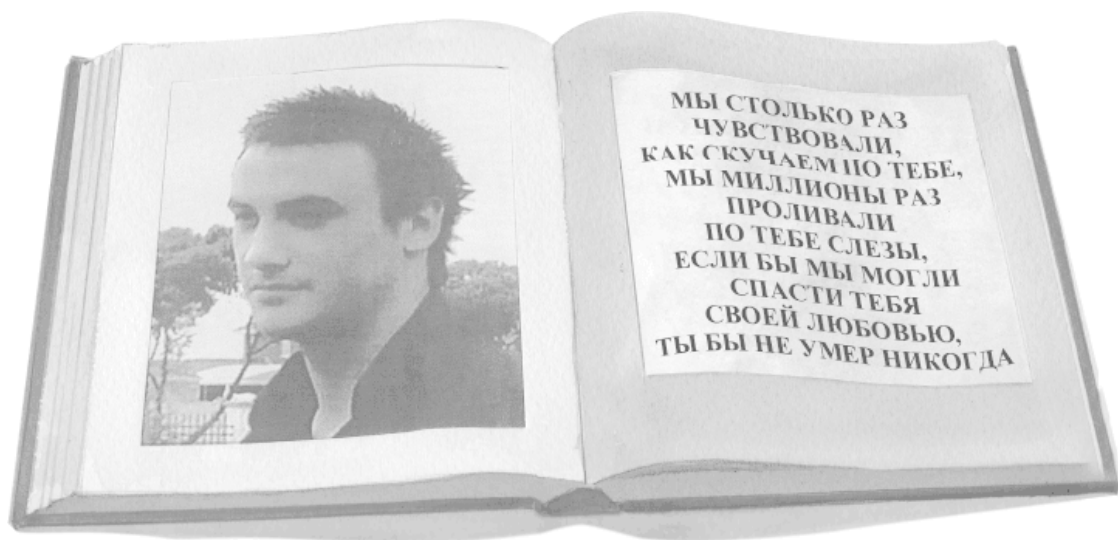 МЫ СТОЛЬКО РАЗ
ЧУВСТВОВАЛИ,
КАК СКУЧАЕМ ПО ТЕБЕ,
МЫ МИЛЛИОНЫ РАЗ
ПРОЛИВАЛИ
ПО ТЕБЕ СЛЕЗЫ,
ЕСЛИ БЫ МЫ МОГЛИ
СПАСТИ ТЕБЯ
СВОЕЙ ЛЮБОВЬЮ,
ТЫ БЫ НЕ УМЕР НИКОГДА